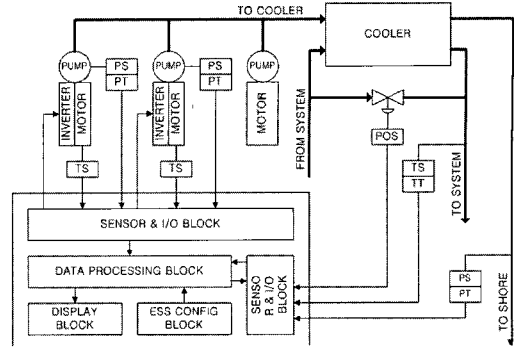 TO COOLER
COOLER
PUMP
PS
PT
PUMP
PS
PT
PUMP
INVERTER
MOTOR
INVERTER
MOTOR
MOTOR
FROM SYSTEM
POS
TS
TS
TS
TT
TO SYSTEM
SENSOR & I/O BLOCK
DATA PROCESSING BLOCK
SENSO
R & I/O
BLOCK
DISPLAY
BLOCK
ESS CONFIG
BLOCK
PS
PT
TO SHORE